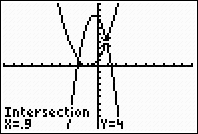 Intersection
X=.9 Y=4